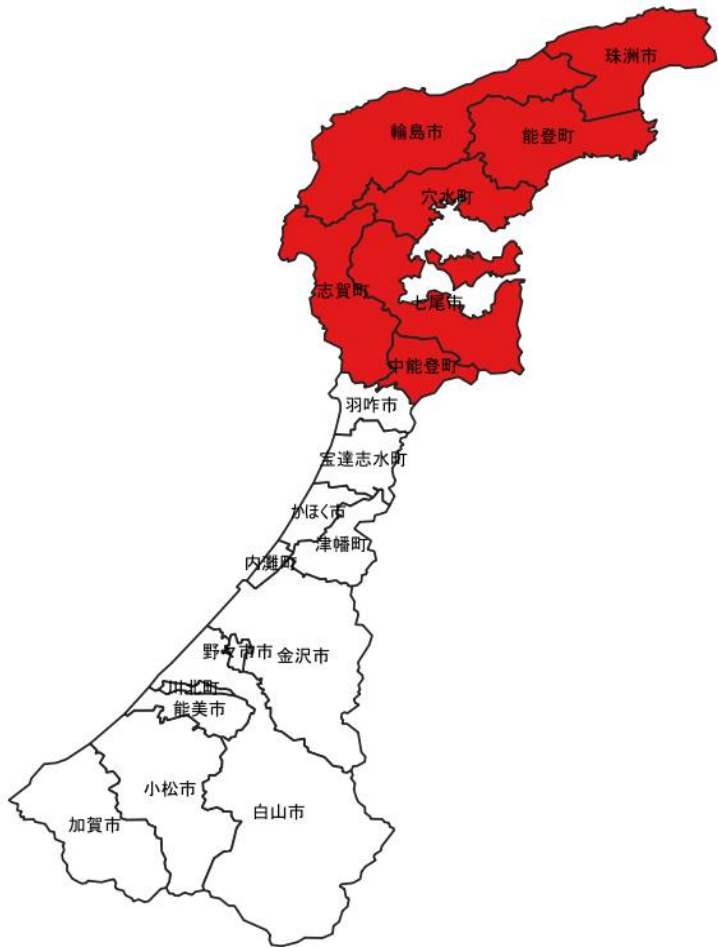 珠洲市
輪島市
能登町
穴水町
志賀町
七尾市
中能登町
羽咋市
宝達志水町
かほく市
津幡町
内灘町
野々市市
金沢市
川北町
能美市
小松市
白山市
加賀市